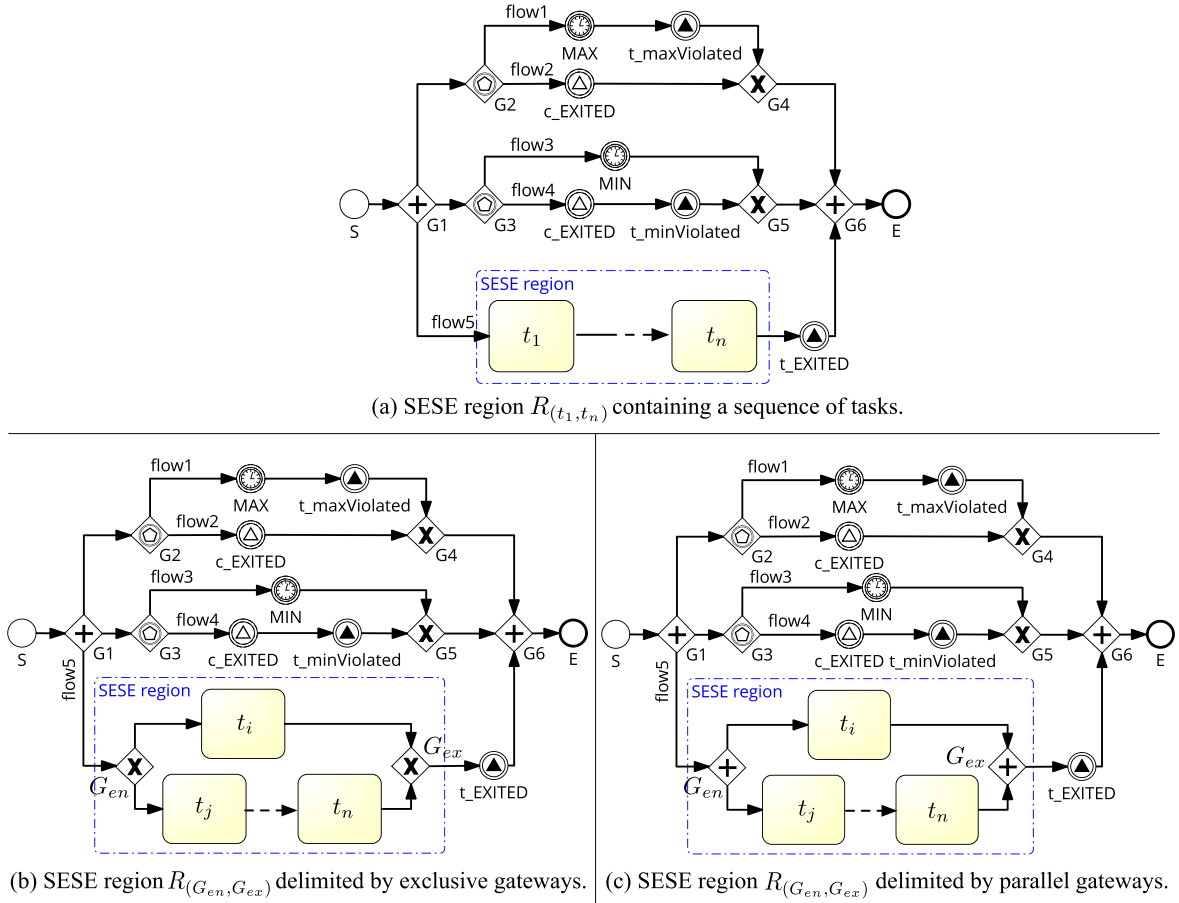 flow1
MAX
t_maxViolated
flow2
G2
c_EXITED
G4
flow3
MIN
flow4
S
G1
G3
c_EXITED
t_minViolated
G5
G6
E
SESE region
flow5
t₁
tₙ
t_EXITED
(a) SESE region R(t₁,tₙ) containing a sequence of tasks.
flow1
MAX
t_maxViolated
flow2
G2
c_EXITED
G4
flow3
MIN
flow4
S
G1
G3
c_EXITED
t_minViolated
G5
G6
E
flow5
SESE region
tᵢ
Gₑₙ
Gₑₓ
t_EXITED
tⱼ
tₙ
(b) SESE region R(Gₑₙ,Gₑₓ) delimited by exclusive gateways.
flow1
MAX
t_maxViolated
flow2
G2
c_EXITED
G4
flow3
MIN
flow4
S
G1
G3
c_EXITED
t_minViolated
G5
G6
E
flow5
SESE region
tᵢ
Gₑₙ
Gₑₓ
t_EXITED
tⱼ
tₙ
(c) SESE region R(Gₑₙ,Gₑₓ) delimited by parallel gateways.